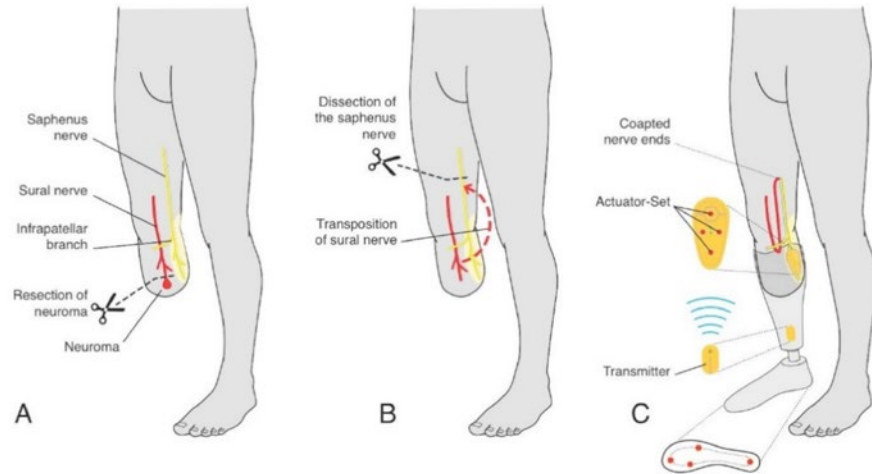 Saphenus
nerve
Sural nerve
Infrapatellar
branch
Resection of
neuroma
Neuroma
A
Dissection of
the saphenus
nerve
Transposition
of sural nerve
B
Coapted
nerve ends
Actuator-Set
Transmitter
C